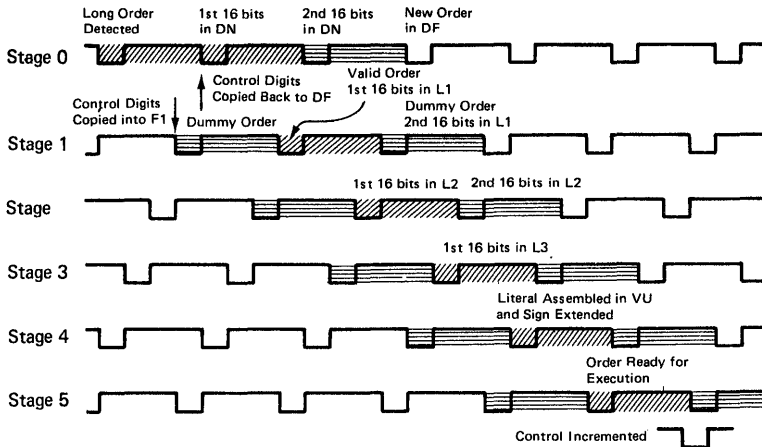 Long Order
Detected
1st 16 bits
in DN
2nd 16 bits
in DN
New Order
in DF
Stage 0
Control Digits
Copied Back to DF
Valid Order
1st 16 bits in L1
Control Digits
Copied into F1
Dummy Order
Dummy Order
2nd 16 bits in L1
Stage 1
1st 16 bits in L2
2nd 16 bits in L2
Stage
1st 16 bits in L3
Stage 3
Literal Assembled in VU
and Sign Extended
Stage 4
Order Ready for
Execution
Stage 5
Control Incremented